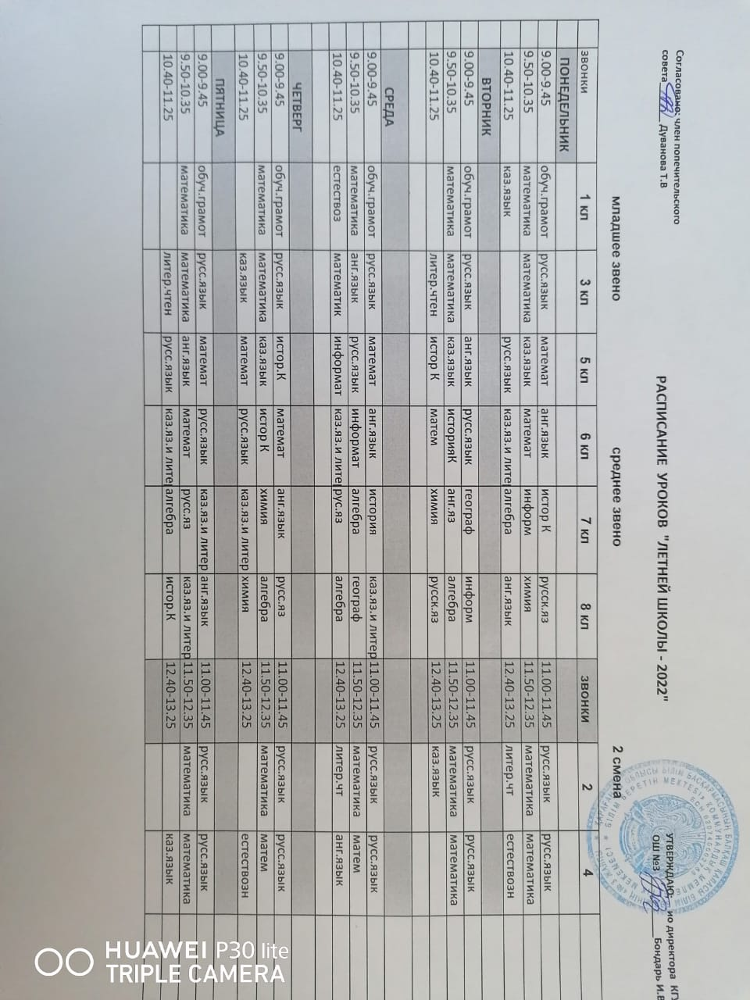 Согласовано: член попечительского
совета Дуванова Т.В
УТВЕРЖДАЮ: ио директора КГУ
ОШ №3 Бондарь И.В
РАСПИСАНИЕ УРОКОВ "ЛЕТНЕЙ ШКОЛЫ - 2022"
младшее звено среднее звено 2 смена
звонки 1 кл 3 кл 5 кл 6 кл 7 кл 8 кл звонки 2 4
ПОНЕДЕЛЬНИК
9.00-9.45 обуч.грамот русс.язык математ анг.язык истор К русск.яз 11.00-11.45 русс.язык русс.язык
9.50-10.35 математика математика каз.язык математ информ химия 11.50-12.35 математика математика
10.40-11.25 каз.язык русс.язык каз.яз.и лите алгебра анг.язык 12.40-13.25 литер.чт естествозн
ВТОРНИК
9.00-9.45 обуч.грамот русс.язык анг.язык русс.язык географ информ 11.00-11.45 русс.язык русс.язык
9.50-10.35 математика математика каз.язык историяК анг.яз алгебра 11.50-12.35 математика математика
10.40-11.25 литер.чтен истор К матем химия русск.яз 12.40-13.25 каз.язык
СРЕДА
9.00-9.45 обуч.грамот русс.язык математ анг.язык история каз.яз.и литер 11.00-11.45 русс.язык русс.язык
9.50-10.35 математика анг.язык русс.язык информат алгебра географ 11.50-12.35 математика матем
10.40-11.25 естествоз математик информат каз.яз.и лите рус.яз алгебра 12.40-13.25 литер.чт анг.язык
ЧЕТВЕРГ
9.00-9.45 обуч.грамот русс.язык истор.К математ анг.язык русс.яз 11.00-11.45 русс.язык русс.язык
9.50-10.35 математика математика каз.язык истор К химия алгебра 11.50-12.35 математика матем
10.40-11.25 каз.язык математ русс.язык каз.яз.и литер химия 12.40-13.25 естествозн
ПЯТНИЦА
9.00-9.45 обуч.грамот русс.язык математ русс.язык каз.яз.и литер анг.язык 11.00-11.45 русс.язык русс.язык
9.50-10.35 математика математика анг.язык математ русс.яз каз.яз.и литер 11.50-12.35 математика математика
10.40-11.25 литер.чтен русс.язык каз.яз.и лите алгебра истор.К 12.40-13.25 каз.язык
HUAWEI P30 lite
TRIPLE CAMERA